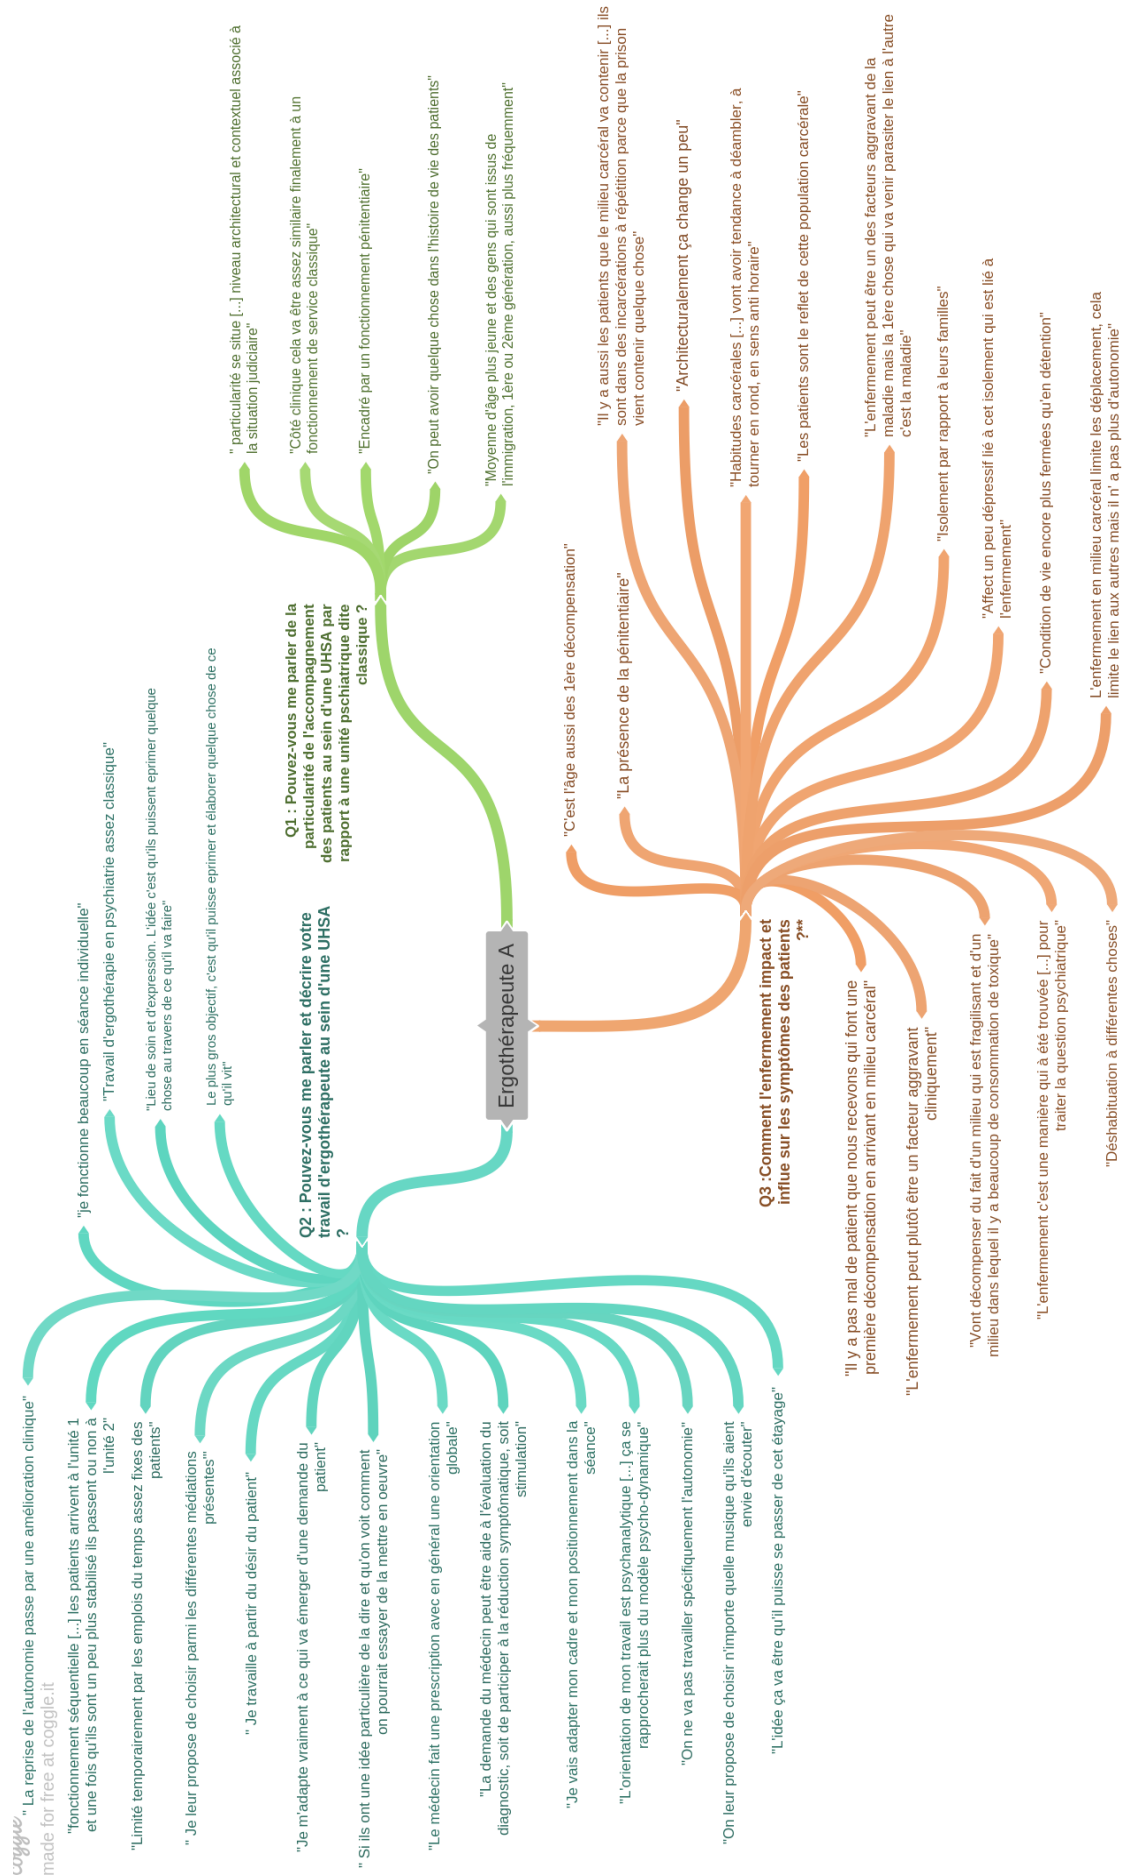 Ergothérapeute A
Q1 : Pouvez-vous me parler de la
particularité de l'accompagnement
des patients au sein d'une UHSA par
rapport à une unité pschiatrique dite
classique ?
" particularité se situe [...] niveau architectural et contextuel associé à
la situation judiciaire"
"Côté clinique cela va être assez similaire finalement à un
fonctionnement de service classique"
"Encadré par un fonctionnement pénitentiaire"
"On peut avoir quelque chose dans l'histoire de vie des patients"
"Moyenne d'âge plus jeune et des gens qui sont issus de
l'immigration, 1ère ou 2ème génération, aussi plus fréquemment"
Q2 : Pouvez-vous me parler et décrire votre
travail d'ergothérapeute au sein d'une UHSA
?
"je fonctionne beaucoup en séance individuelle"
"Travail d'ergothérapie en psychiatrie assez classique"
"Lieu de soin et d'expression. L'idée c'est qu'ils puissent eprimer quelque
chose au travers de ce qu'il va faire"
Le plus gros objectif, c'est qu'il puisse eprimer et élaborer quelque chose de ce
qu'il vit"
" La reprise de l'autonomie passe par une amélioration clinique"
"fonctionnement séquentielle [...] les patients arrivent à l'unité 1
et une fois qu'ils sont un peu plus stabilisé ils passent ou non à
l'unité 2"
"Limité temporairement par les emplois du temps assez fixes des
patients"
" Je leur propose de choisir parmi les différentes médiations
présentes'"
" Je travaille à partir du désir du patient"
"Je m'adapte vraiment à ce qui va émerger d'une demande du
patient"
" Si ils ont une idée particulière de la dire et qu'on voit comment
on pourrait essayer de la mettre en oeuvre"
"Le médecin fait une prescription avec en général une orientation
globale"
"La demande du médecin peut être aide à l'évaluation du
diagnostic, soit de participer à la réduction symptômatique, soit
stimulation"
"Je vais adapter mon cadre et mon positionnement dans la
séance"
"L'orientation de mon travail est psychanalytique [...] ça se
rapprocherait plus du modèle psycho-dynamique"
"On ne va pas travailler spécifiquement l'autonomie"
"On leur propose de choisir n'importe quelle musique qu'ils aient
envie d'écouter"
"L'idée ça va être qu'il puisse se passer de cet étayage"
Q3 :Comment l'enfermement impact et
influe sur les symptômes des patients
?**
"C'est l'âge aussi des 1ère décompensation"
"La présence de la pénitentiaire"
"Il y a aussi les patients que le milieu carcéral va contenir [...] ils
sont dans des incarcérations à répétition parce que la prison
vient contenir quelque chose"
"Architecturalement ça change un peu"
"Habitudes carcérales [...] vont avoir tendance à déambler, à
tourner en rond, en sens anti horaire"
"Les patients sont le reflet de cette population carcérale"
"L'enfermement peut être un des facteurs aggravant de la
maladie mais la 1ère chose qui va venir parasiter le lien à l'autre
c'est la maladie"
"Isolement par rapport à leurs familles"
"Affect un peu dépressif lié à cet isolement qui est lié à
l'enfermement"
"Condition de vie encore plus fermées qu'en détention"
L'enfermement en milieu carcéral limite les déplacement, cela
limite le lien aux autres mais il n' a pas plus d'autonomie"
"Il y a pas mal de patient que nous recevons qui font une
première décompensation en arrivant en milieu carcéral"
"L'enfermement peut plutôt être un facteur aggravant
cliniquement"
"Vont décompenser du fait d'un milieu qui est fragilisant et d'un
milieu dans lequel il y a beaucoup de consommation de toxique"
"L'enfermement c'est une manière qui à été trouvée [...] pour
traiter la question psychiatrique"
"Déshabituation à différentes choses"
coggle
made for free at coggle.it